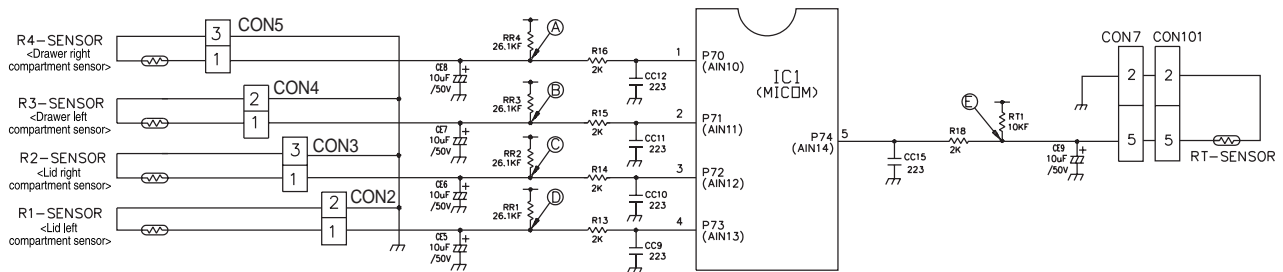 R4-SENSOR
<Drawer right
compartment sensor>
3
1
CON5
R3-SENSOR
<Drawer left
compartment sensor>
2
1
CON4
R2-SENSOR
<Lid right
compartment sensor>
3
1
CON3
R1-SENSOR
<Lid left
compartment sensor>
2
1
CON2
CE8
10uF
/50V
RR4
26.1KF
A
R16
2K
CC12
223
1
P70
(AIN10)
CE7
10uF
/50V
RR3
26.1KF
B
R15
2K
CC11
223
2
P71
(AIN11)
CE6
10uF
/50V
RR2
26.1KF
C
R14
2K
CC10
223
3
P72
(AIN12)
CE5
10uF
/50V
RR1
26.1KF
D
R13
2K
CC9
223
4
P73
(AIN13)
IC1
(MICOM)
P74
(AIN14)
5
CC15
223
R18
2K
E
RT1
10KF
CE9
10uF
/50V
CON7
2
5
CON101
2
5
RT-SENSOR